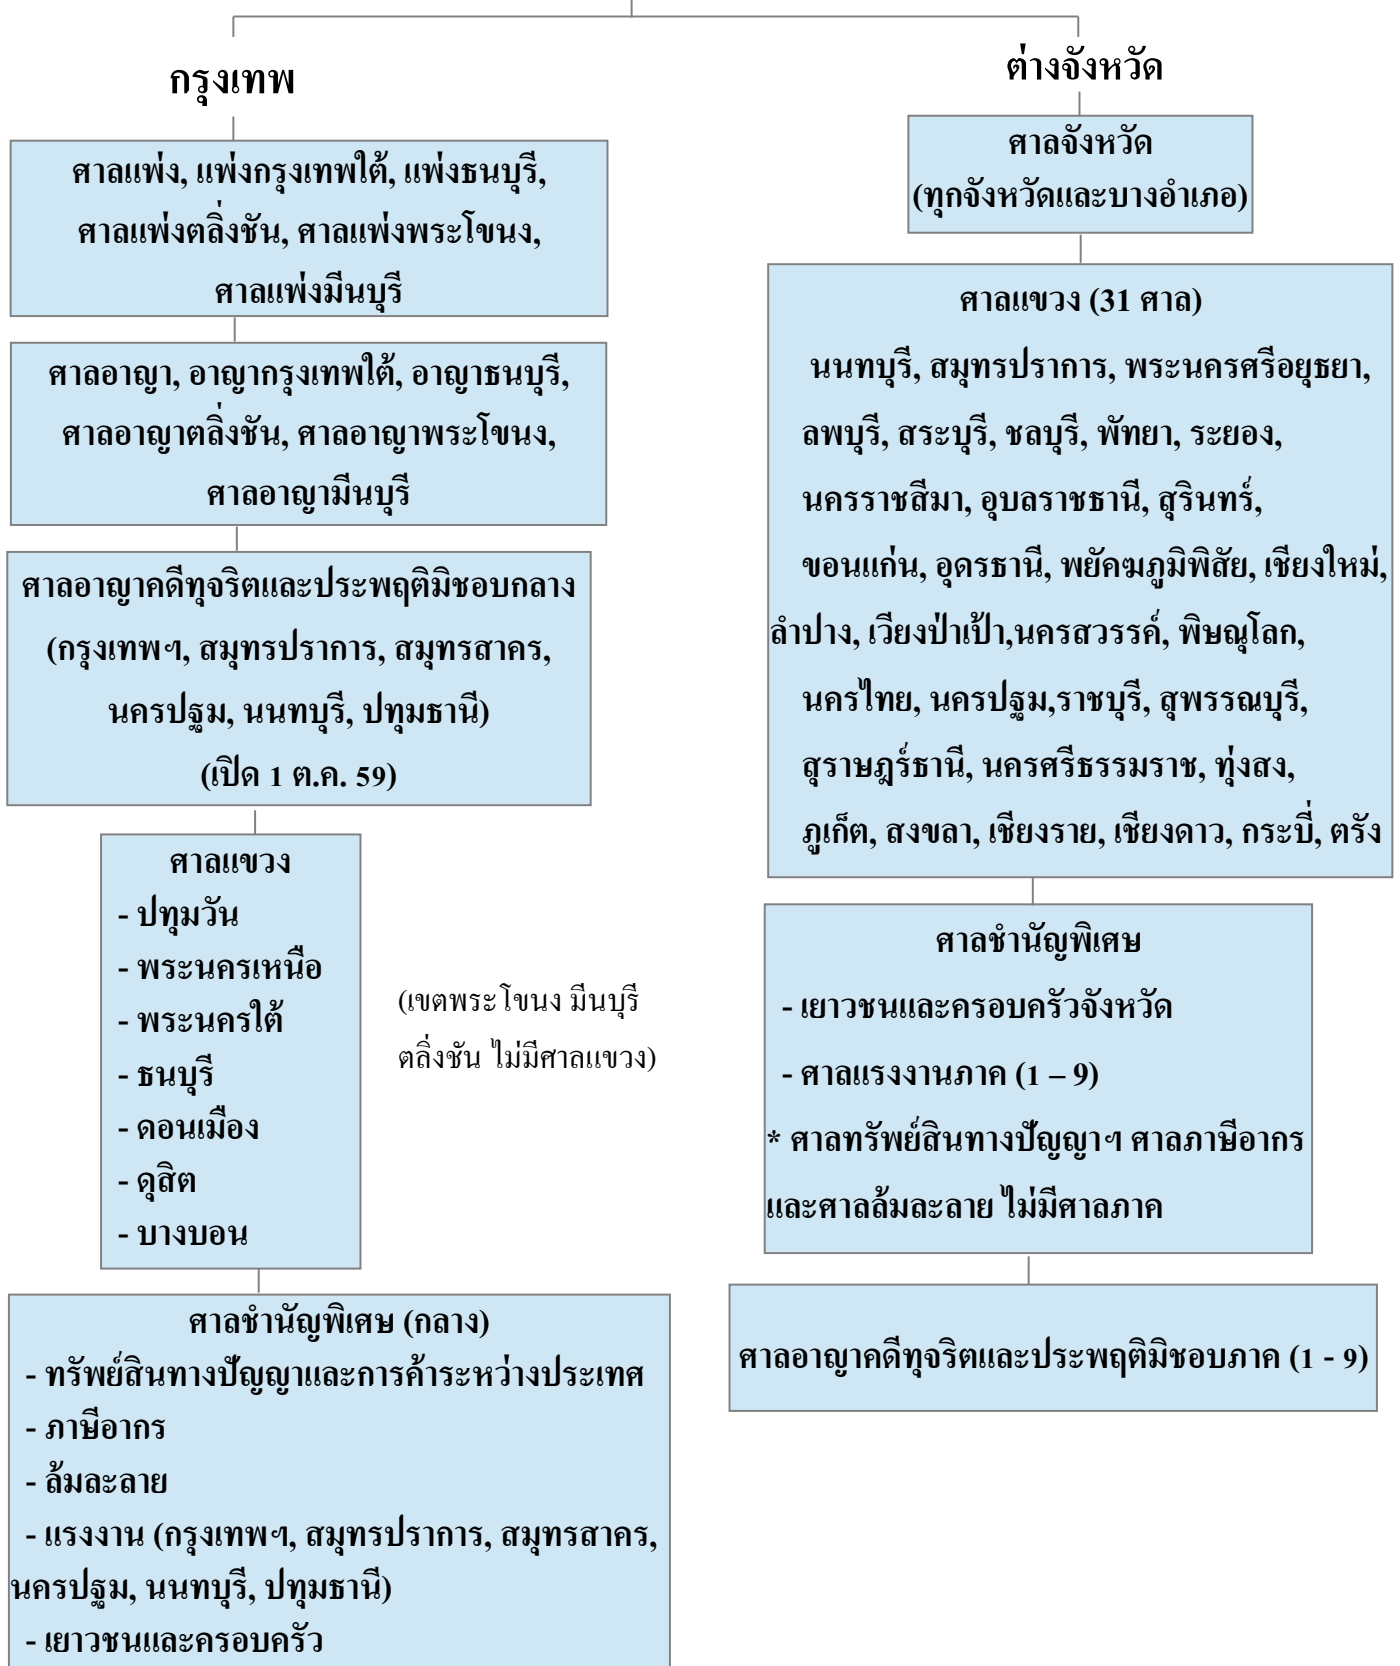 กรุงเทพ
ศาลแพ่ง, แพ่งกรุงเทพใต้, แพ่งธนบุรี,
ศาลแพ่งตลิ่งชัน, ศาลแพ่งพระโขนง,
ศาลแพ่งมีนบุรี
ศาลอาญา, อาญากรุงเทพใต้, อาญาธนบุรี,
ศาลอาญาตลิ่งชัน, ศาลอาญาพระโขนง,
ศาลอาญามีนบุรี
ศาลอาญาคดีทุจริตและประพฤติมิชอบกลาง
(กรุงเทพฯ, สมุทรปราการ, สมุทรสาคร,
นครปฐม, นนทบุรี, ปทุมธานี)
(เปิด 1 ต.ค. 59)
ศาลแขวง
- ปทุมวัน
- พระนครเหนือ
- พระนครใต้
- ธนบุรี
- ดอนเมือง
- ดุสิต
- บางบอน
(เขตพระโขนง มีนบุรี
ตลิ่งชัน ไม่มีศาลแขวง)
ศาลชำนัญพิเศษ (กลาง)
- ทรัพย์สินทางปัญญาและการค้าระหว่างประเทศ
- ภาษีอากร
- ล้มละลาย
- แรงงาน (กรุงเทพฯ, สมุทรปราการ, สมุทรสาคร,
นครปฐม, นนทบุรี, ปทุมธานี)
- เยาวชนและครอบครัว
ต่างจังหวัด
ศาลจังหวัด
(ทุกจังหวัดและบางอำเภอ)
ศาลแขวง (31 ศาล)
นนทบุรี, สมุทรปราการ, พระนครศรีอยุธยา,
ลพบุรี, สระบุรี, ชลบุรี, พัทยา, ระยอง,
นครราชสีมา, อุบลราชธานี, สุรินทร์,
ขอนแก่น, อุดรธานี, พยัคฆภูมิพิสัย, เชียงใหม่,
ลำปาง, เวียงป่าเป้า,นครสวรรค์, พิษณุโลก,
นครไทย, นครปฐม,ราชบุรี, สุพรรณบุรี,
สุราษฎร์ธานี, นครศรีธรรมราช, ทุ่งสง,
ภูเก็ต, สงขลา, เชียงราย, เชียงดาว, กระบี่, ตรัง
ศาลชำนัญพิเศษ
- เยาวชนและครอบครัวจังหวัด
- ศาลแรงงานภาค (1 – 9)
* ศาลทรัพย์สินทางปัญญาฯ ศาลภาษีอากร
และศาลล้มละลาย ไม่มีศาลภาค
ศาลอาญาคดีทุจริตและประพฤติมิชอบภาค (1 - 9)